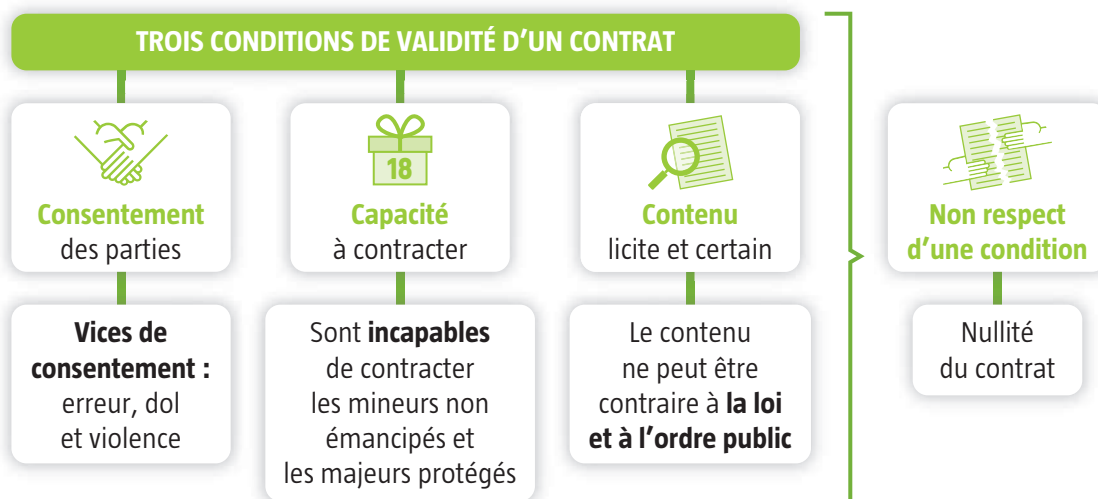 TROIS CONDITIONS DE VALIDITÉ D’UN CONTRAT
Consentement
des parties
Vices de
consentement :
erreur, dol
et violence
18
Capacité
à contracter
Sont incapables
de contracter
les mineurs non
émancipés et
les majeurs protégés
Contenu
licite et certain
Le contenu
ne peut être
contraire à la loi
et à l’ordre public
Non respect
d’une condition
Nullité
du contrat